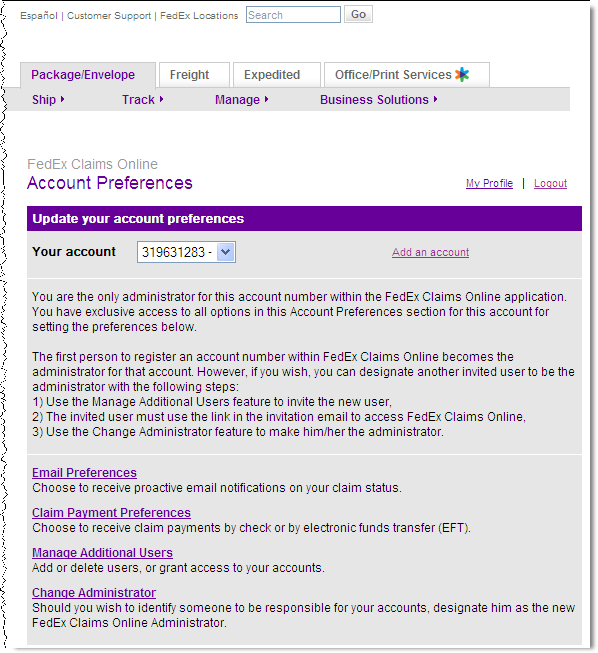 Español | Customer Support | FedEx Locations Search Go
Package/Envelope Freight Expedited Office/Print Services
Ship Track Manage Business Solutions
FedEx Claims Online
Account Preferences My Profile | Logout
Update your account preferences
Your account 319631283 - Add an account
You are the only administrator for this account number within the FedEx Claims Online application.
You have exclusive access to all options in this Account Preferences section for this account for
setting the preferences below.
The first person to register an account number within FedEx Claims Online becomes the
administrator for that account. However, if you wish, you can designate another invited user to be the
administrator with the following steps:
1) Use the Manage Additional Users feature to invite the new user,
2) The invited user must use the link in the invitation email to access FedEx Claims Online,
3) Use the Change Administrator feature to make him/her the administrator.
Email Preferences
Choose to receive proactive email notifications on your claim status.
Claim Payment Preferences
Choose to receive claim payments by check or by electronic funds transfer (EFT).
Manage Additional Users
Add or delete users, or grant access to your accounts.
Change Administrator
Should you wish to identify someone to be responsible for your accounts, designate him as the new
FedEx Claims Online Administrator.